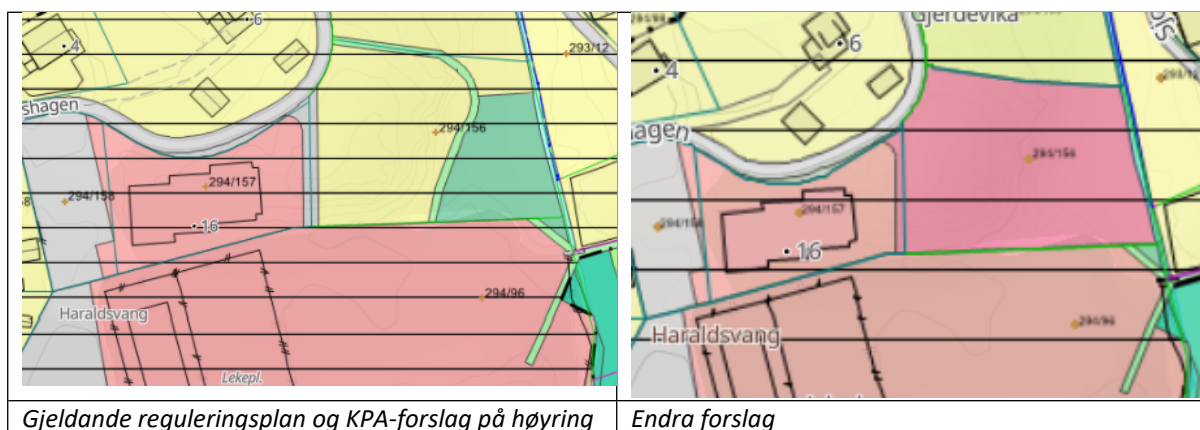 6
4
293/12
shagen
294/156
294/157
294/158
16
294/96
Haraldsvang
Lekepl.
Gjeldande reguleringsplan og KPA-forslag på høyring
Gjerdevika
6
4
agen
294/156
294/157
16
294/96
Haraldsvang
Endra forslag